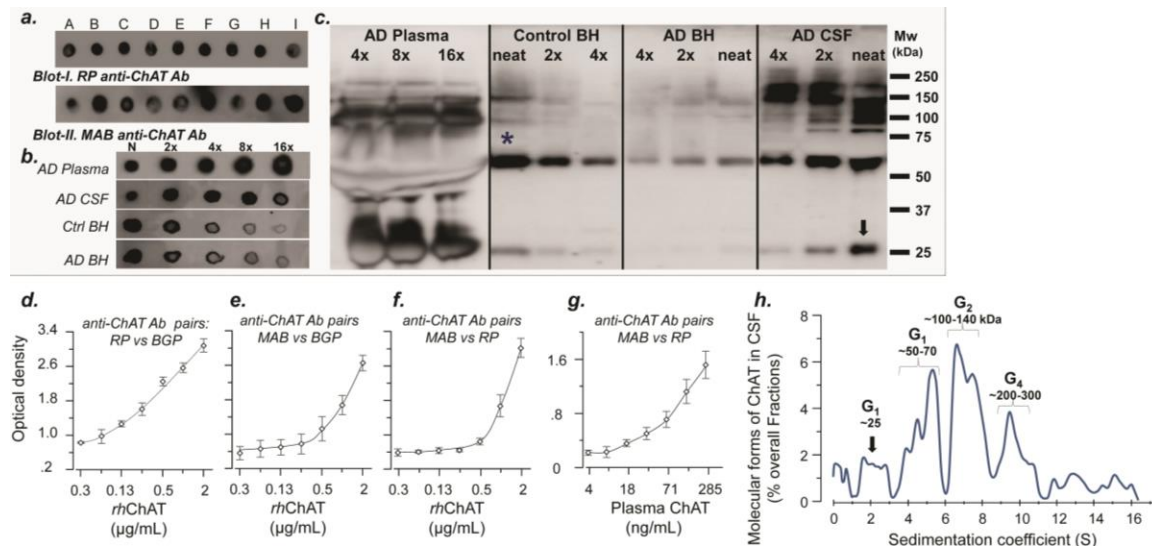 a.
A B C D E F G H I
Blot-I. RP anti-ChAT Ab
Blot-II. MAB anti-ChAT Ab
b.
N 2x 4x 8x 16x
AD Plasma
AD CSF
Ctrl BH
AD BH
c.
AD Plasma Control BH AD BH AD CSF Mw
4x 8x 16x neat 2x 4x 4x 2x neat 4x 2x neat (kDa)
250
150
100
75
*
50
37
25
d.
anti-ChAT Ab pairs:
RP vs BGP
Optical density
3.4
2.6
1.8
1.0
.2
0.3 0.13 0.5 2
rhChAT
(µg/mL)
e.
anti-ChAT Ab pairs
MAB vs BGP
0.3 0.13 0.5 2
rhChAT
(µg/mL)
f.
anti-ChAT Ab pairs
MAB vs RP
0.3 0.13 0.5 2
rhChAT
(µg/mL)
g.
anti-ChAT Ab pairs
MAB vs RP
1.6
.8
0
4 18 71 285
Plasma ChAT
(ng/mL)
h.
Molecular forms of ChAT in CSF
(% overall Fractions)
8
7
6
5
4
3
2
1
0
G1
~25
G1
~50-70
G2
~100-140 kDa
G4
~200-300
0 2 4 6 8 10 12 14 16
Sedimentation coefficient (S)